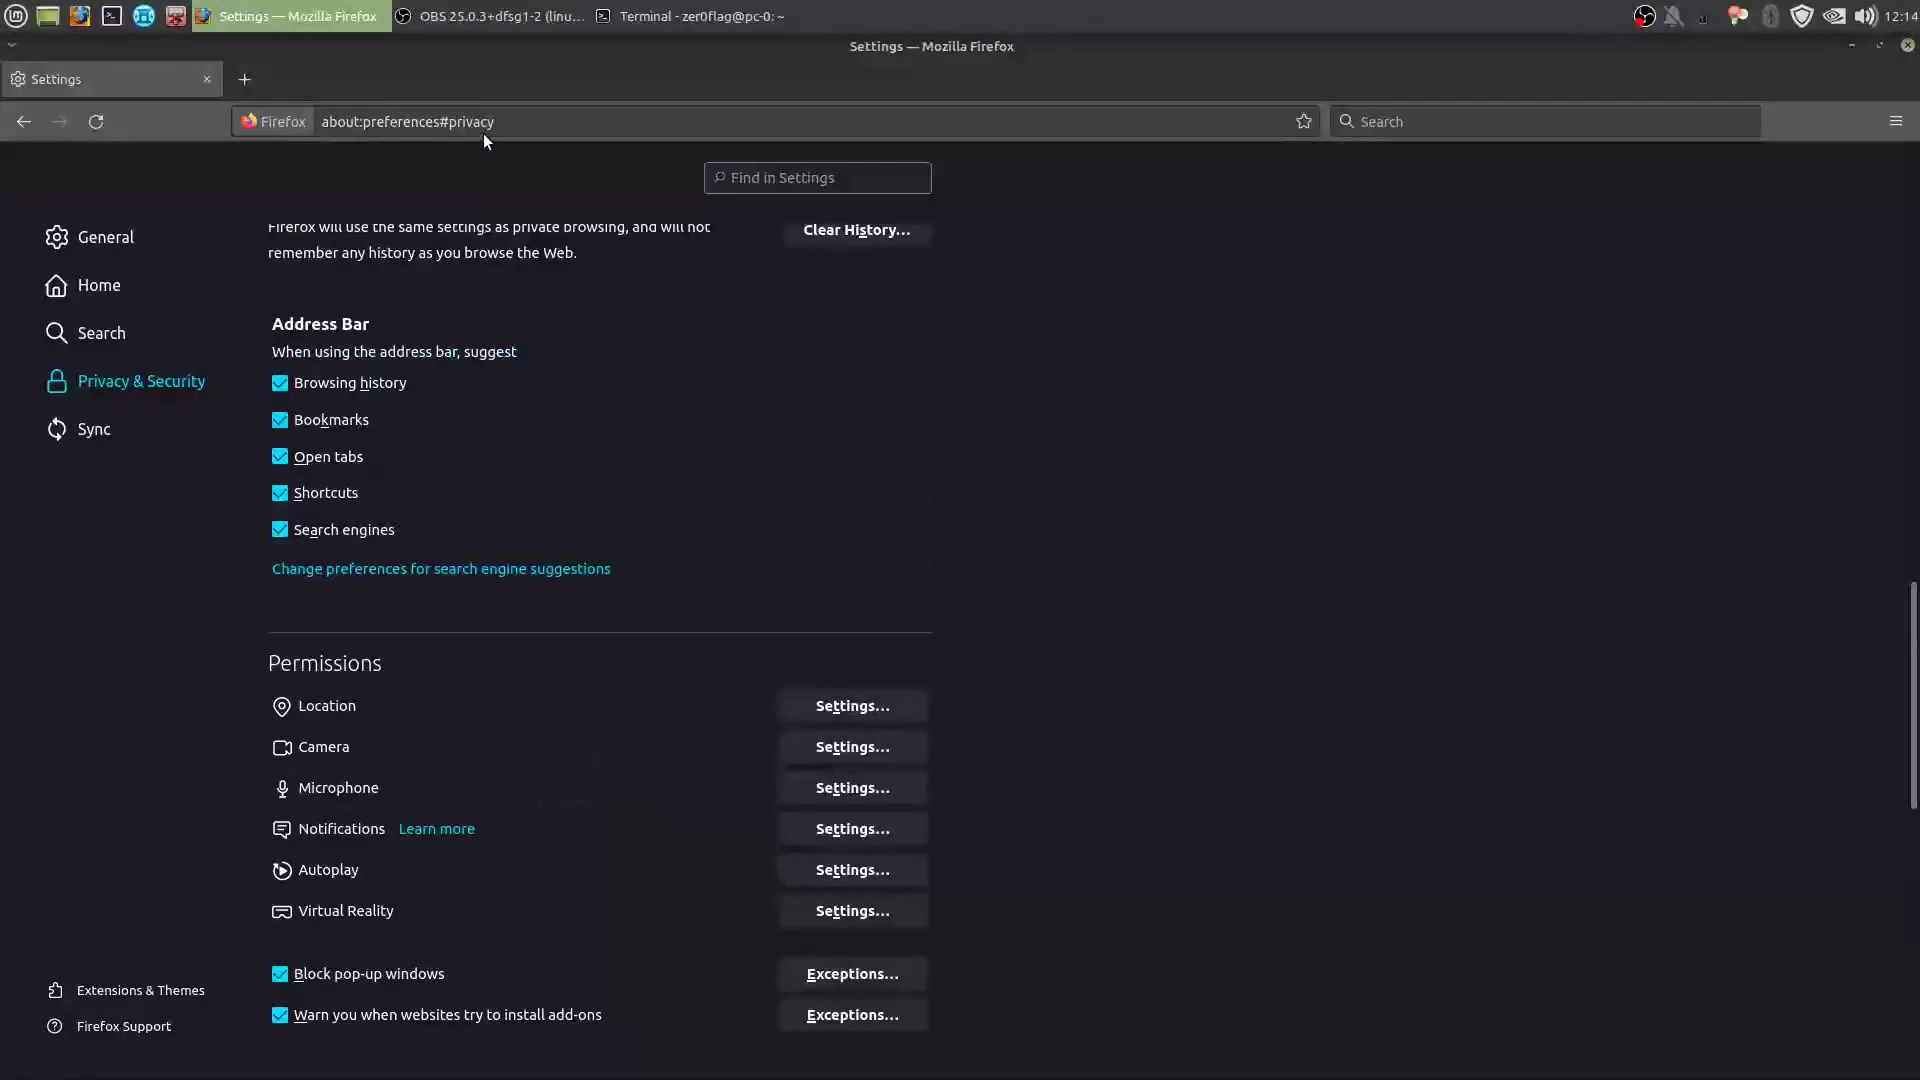 Settings — Mozilla Firefox
OBS 25.0.3+dfsg1-2 (linu...
Terminal - zer0flag@pc-0: ~
12:14
Settings — Mozilla Firefox
Settings
Firefox
about:preferences#privacy
Search
Find in Settings
General
Home
Search
Privacy & Security
Sync
Extensions & Themes
Firefox Support
Firefox will use the same settings as private browsing, and will not
remember any history as you browse the Web.
Clear History...
Address Bar
When using the address bar, suggest
Browsing history
Bookmarks
Open tabs
Shortcuts
Search engines
Change preferences for search engine suggestions
Permissions
Location
Settings...
Camera
Settings...
Microphone
Settings...
Notifications Learn more
Settings...
Autoplay
Settings...
Virtual Reality
Settings...
Block pop-up windows
Exceptions...
Warn you when websites try to install add-ons
Exceptions...